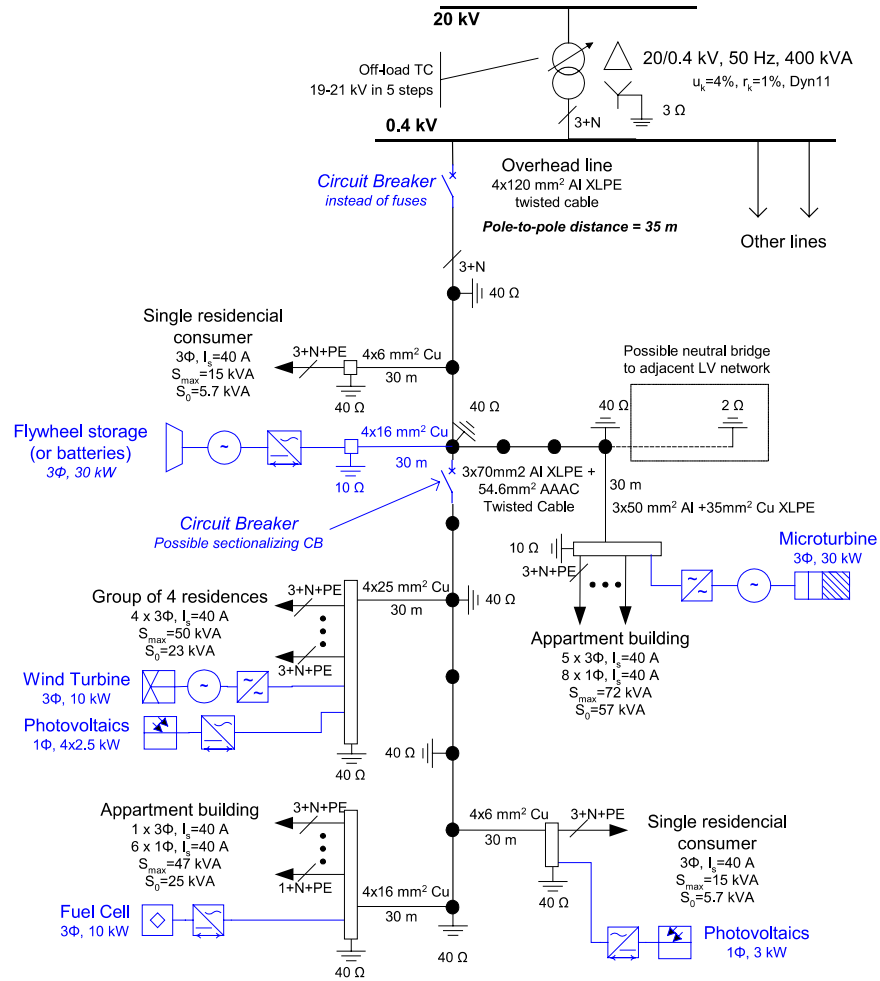 20 kV
Off-load TC
19-21 kV in 5 steps
20/0.4 kV, 50 Hz, 400 kVA
uk=4%, rk=1%, Dyn11
3 Ω
3+N
0.4 kV
Circuit Breaker
instead of fuses
Overhead line
4x120 mm² Al XLPE
twisted cable
Pole-to-pole distance = 35 m
Other lines
3+N
40 Ω
Single residencial
consumer
3Φ, Is=40 A
Smax=15 kVA
S0=5.7 kVA
3+N+PE
4x6 mm² Cu
30 m
40 Ω
Possible neutral bridge
to adjacent LV network
40 Ω
40 Ω
2 Ω
Flywheel storage
(or batteries)
3Φ, 30 kW
~
4x16 mm² Cu
30 m
10 Ω
3x70mm2 Al XLPE +
54.6mm² AAAC
Twisted Cable
30 m
3x50 mm² Al +35mm² Cu XLPE
Circuit Breaker
Possible sectionalizing CB
10 Ω
3+N+PE
Microturbine
3Φ, 30 kW
~
~
~
Appartment building
5 x 3Φ, Is=40 A
8 x 1Φ, Is=40 A
Smax=72 kVA
S0=57 kVA
Group of 4 residences
4 x 3Φ, Is=40 A
Smax=50 kVA
S0=23 kVA
3+N+PE
3+N+PE
4x25 mm² Cu
30 m
40 Ω
Wind Turbine
3Φ, 10 kW
~
~
~
Photovoltaics
1Φ, 4x2.5 kW
40 Ω
40 Ω
Appartment building
1 x 3Φ, Is=40 A
6 x 1Φ, Is=40 A
Smax=47 kVA
S0=25 kVA
3+N+PE
1+N+PE
4x16 mm² Cu
30 m
Fuel Cell
3Φ, 10 kW
40 Ω
40 Ω
4x6 mm² Cu
30 m
3+N+PE
40 Ω
Single residencial
consumer
3Φ, Is=40 A
Smax=15 kVA
S0=5.7 kVA
Photovoltaics
1Φ, 3 kW